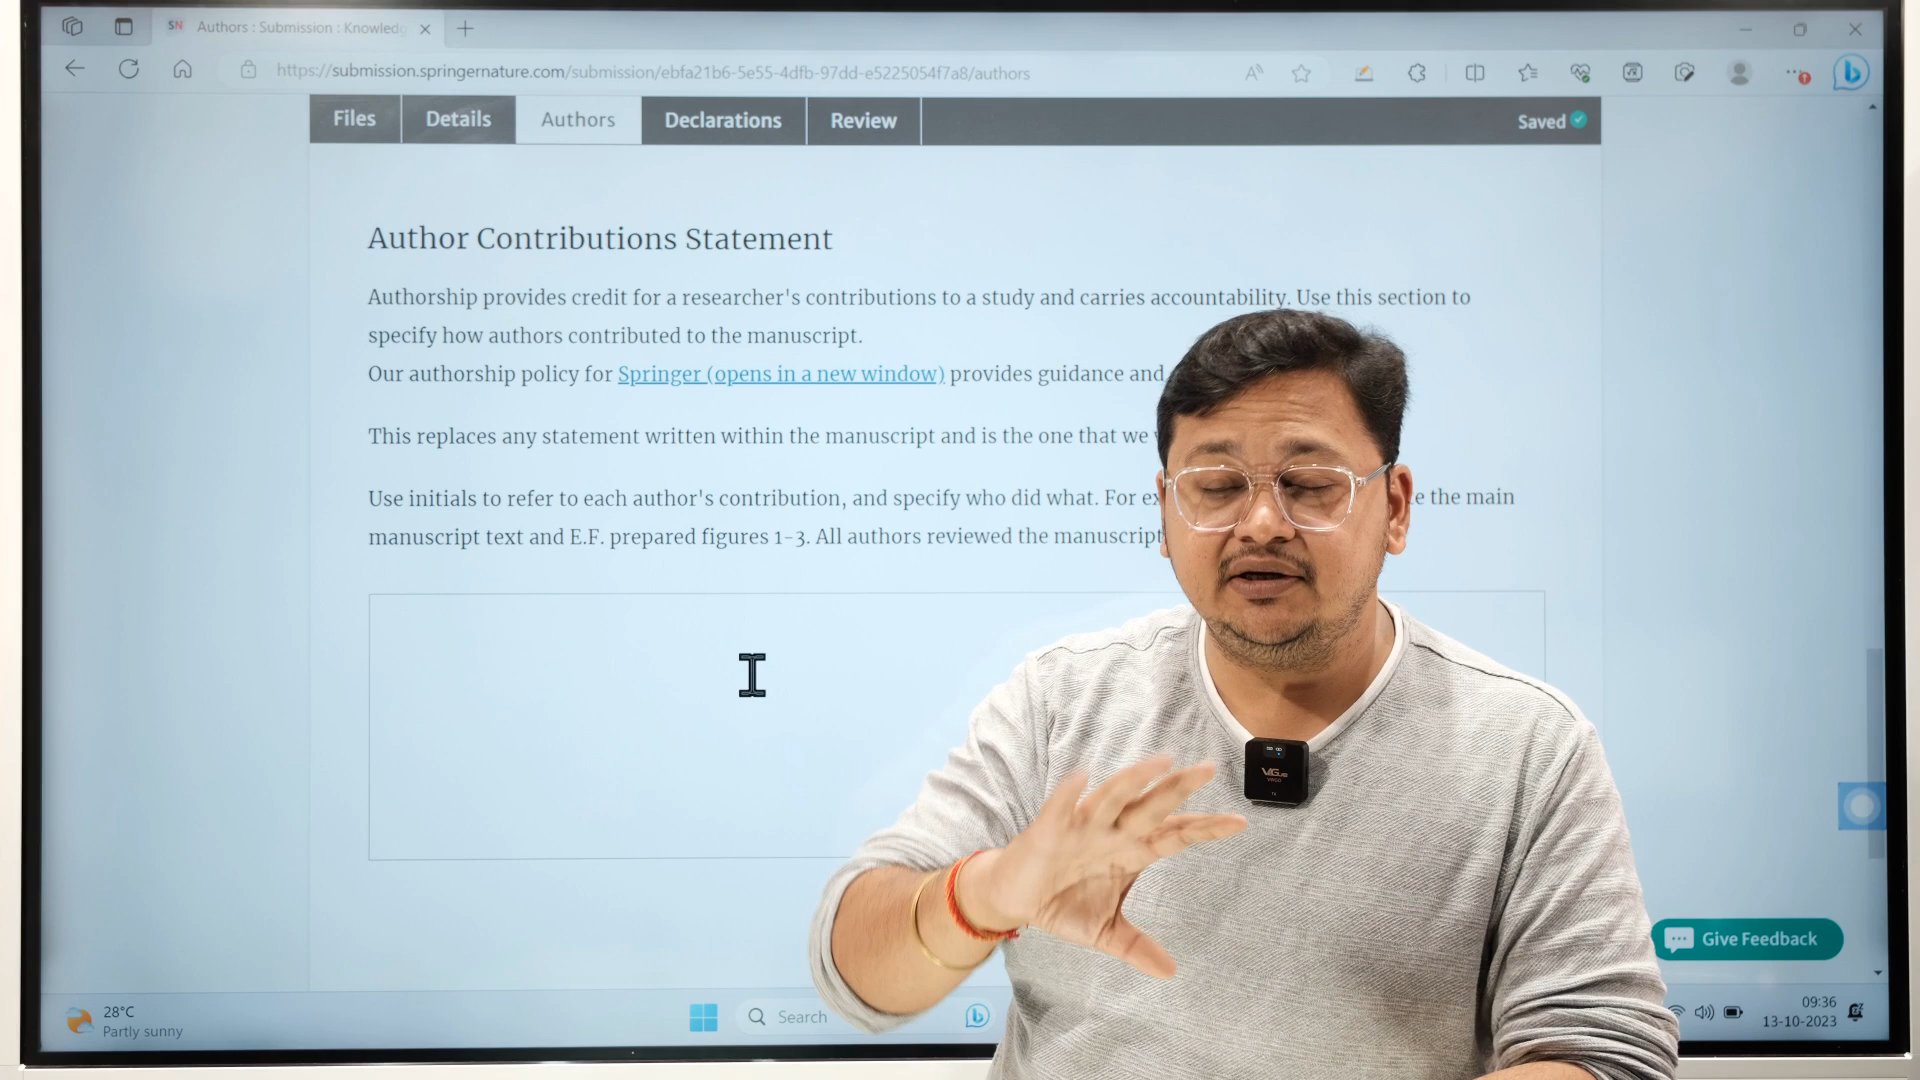 SN Authors : Submission : Knowledg
https://submission.springernature.com/submission/ebfa21b6-5e55-4dfb-97dd-e5225054f7a8/authors
Files Details Authors Declarations Review Saved
Author Contributions Statement
Authorship provides credit for a researcher's contributions to a study and carries accountability. Use this section to
specify how authors contributed to the manuscript.
Our authorship policy for Springer (opens in a new window) provides guidance and
This replaces any statement written within the manuscript and is the one that we
Use initials to refer to each author's contribution, and specify who did what. For ex e the main
manuscript text and E.F. prepared figures 1-3. All authors reviewed the manuscript
Give Feedback
28°C
Partly sunny
Search
09:36
13-10-2023